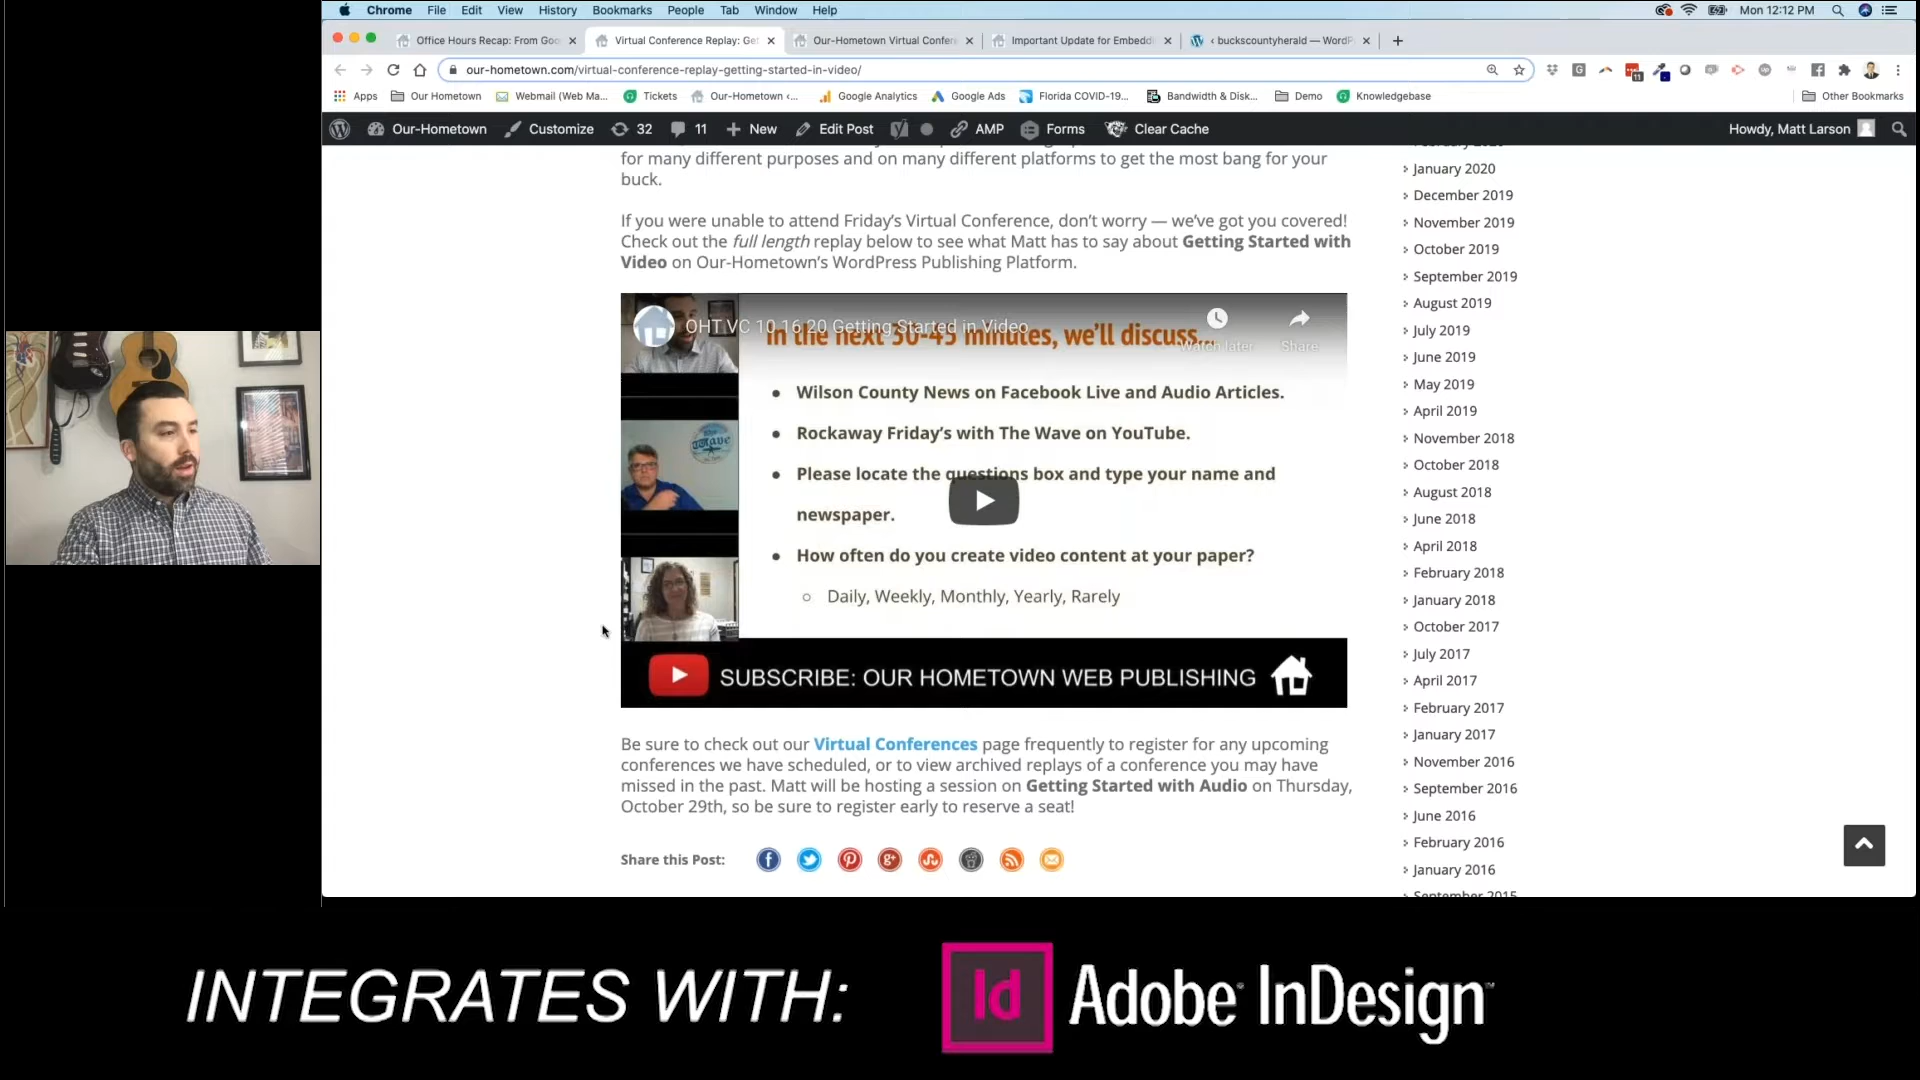 Chrome File Edit View History Bookmarks People Tab Window Help Mon 12:12 PM
Office Hours Recap: From Goo Virtual Conference Replay: Get Our-Hometown Virtual Conferen Important Update for Embeddi ‹ buckscountyherald — WordP
our-hometown.com/virtual-conference-replay-getting-started-in-video/
Apps Our Hometown Webmail (Web Ma... Tickets Our-Hometown ‹... Google Analytics Google Ads Florida COVID-19... Bandwidth & Disk... Demo Knowledgebase Other Bookmarks
Our-Hometown Customize 32 11 New Edit Post AMP Forms Clear Cache Howdy, Matt Larson
for many different purposes and on many different platforms to get the most bang for your
buck.
If you were unable to attend Friday's Virtual Conference, don't worry — we've got you covered!
Check out the full length replay below to see what Matt has to say about Getting Started with
Video on Our-Hometown's WordPress Publishing Platform.
OHT VC 10 16 20 Getting Started in Video
In the next 30-45 minutes, we'll discuss...
Watch later Share
• Wilson County News on Facebook Live and Audio Articles.
• Rockaway Friday's with The Wave on YouTube.
• Please locate the questions box and type your name and
newspaper.
• How often do you create video content at your paper?
○ Daily, Weekly, Monthly, Yearly, Rarely
SUBSCRIBE: OUR HOMETOWN WEB PUBLISHING
Be sure to check out our Virtual Conferences page frequently to register for any upcoming
conferences we have scheduled, or to view archived replays of a conference you may have
missed in the past. Matt will be hosting a session on Getting Started with Audio on Thursday,
October 29th, so be sure to register early to reserve a seat!
Share this Post:
February 2020
January 2020
December 2019
November 2019
October 2019
September 2019
August 2019
July 2019
June 2019
May 2019
April 2019
November 2018
October 2018
August 2018
June 2018
April 2018
February 2018
January 2018
October 2017
July 2017
April 2017
February 2017
January 2017
November 2016
September 2016
June 2016
February 2016
January 2016
September 2015
INTEGRATES WITH: Id Adobe InDesign